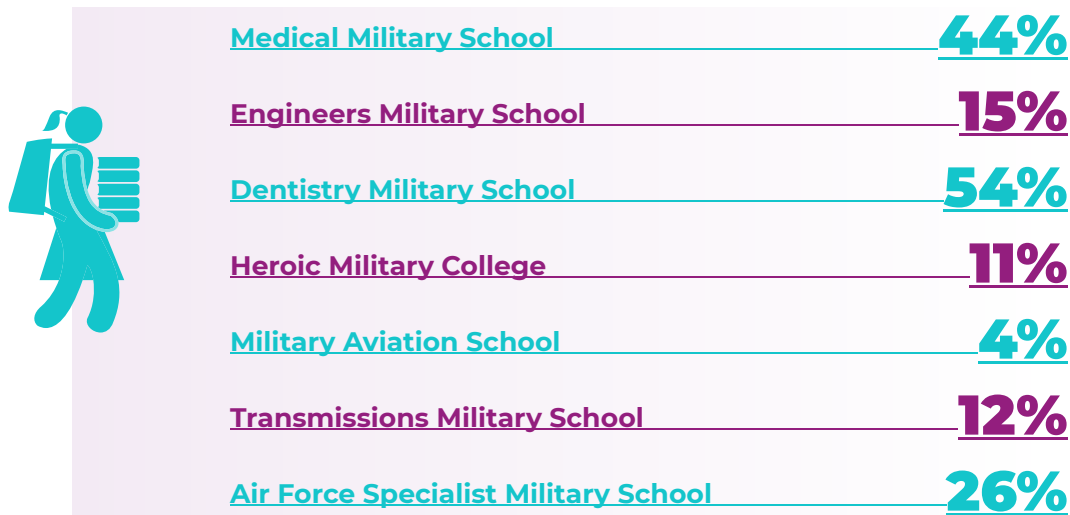 Medical Military School 44%
Engineers Military School 15%
Dentistry Military School 54%
Heroic Military College 11%
Military Aviation School 4%
Transmissions Military School 12%
Air Force Specialist Military School 26%